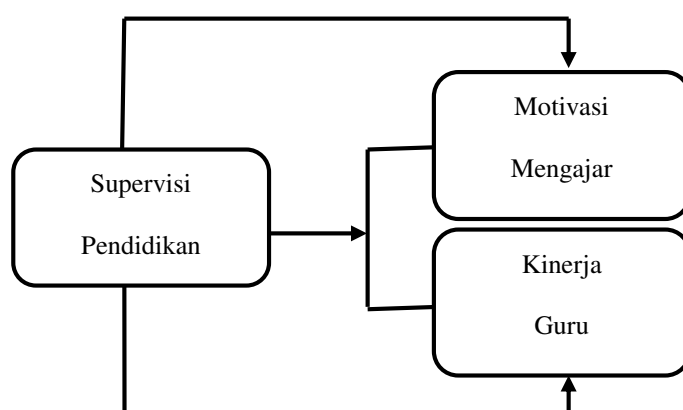 Supervisi
Pendidikan
Motivasi
Mengajar
Kinerja
Guru